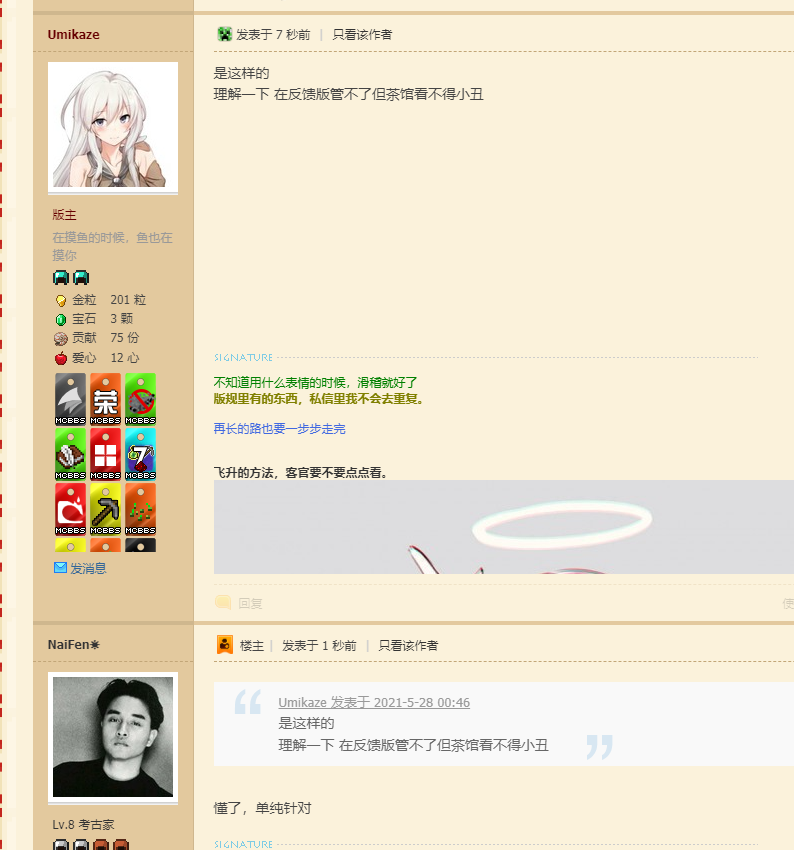 Umikaze
发表于 7 秒前 | 只看该作者
是这样的
理解一下 在反馈版管不了但茶馆看不得小丑
版主
在摸鱼的时候，鱼也在
摸你
金粒 201 粒
宝石 3 颗
贡献 75 份
爱心 12 心
MCBBS 荣 MCBBS MCBBS
MCBBS MCBBS 7 MCBBS
MCBBS MCBBS MCBBS
发消息
SIGNATURE
不知道用什么表情的时候，滑稽就好了
版规里有的东西，私信里我不会去重复。
再长的路也要一步步走完
飞升的方法，客官要不要点点看。
回复
NaiFen☀
楼主 | 发表于 1 秒前 | 只看该作者
Umikaze 发表于 2021-5-28 00:46
是这样的
理解一下 在反馈版管不了但茶馆看不得小丑
懂了，单纯针对
Lv.8 考古家
SIGNATURE